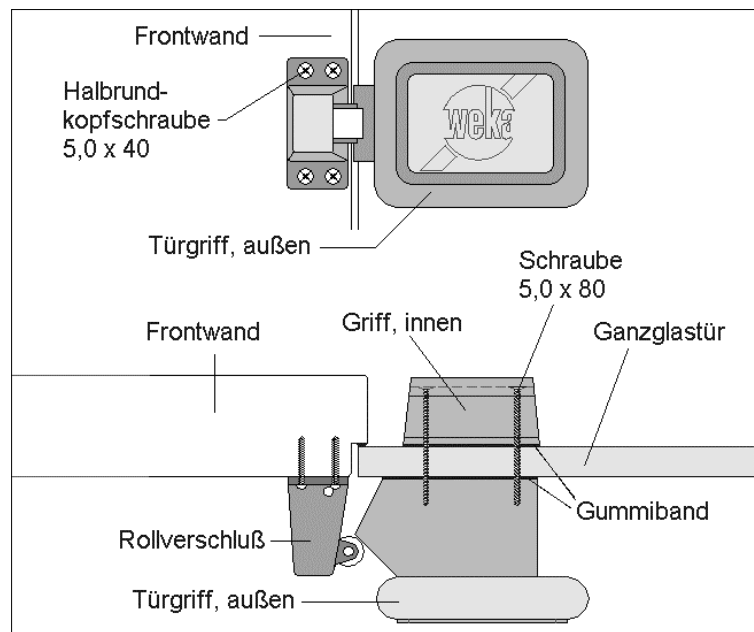 Frontwand
Halbrund-
kopfschraube
5,0 x 40
weka
Türgriff, außen
Schraube
5,0 x 80
Frontwand
Griff, innen
Ganzglastür
Gummiband
Rollverschluß
Türgriff, außen